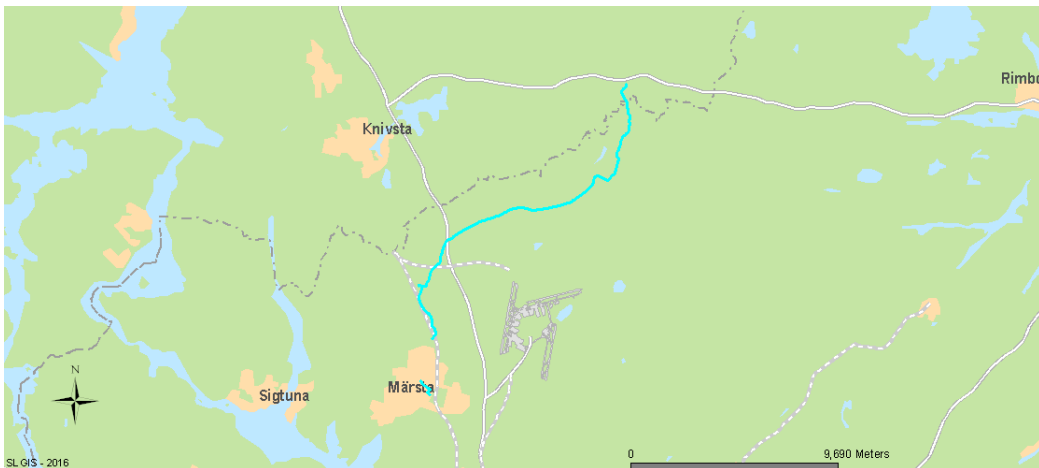 Rimbo
Knivsta
N
Märsta
Sigtuna
0 9,690 Meters
SL GIS - 2016